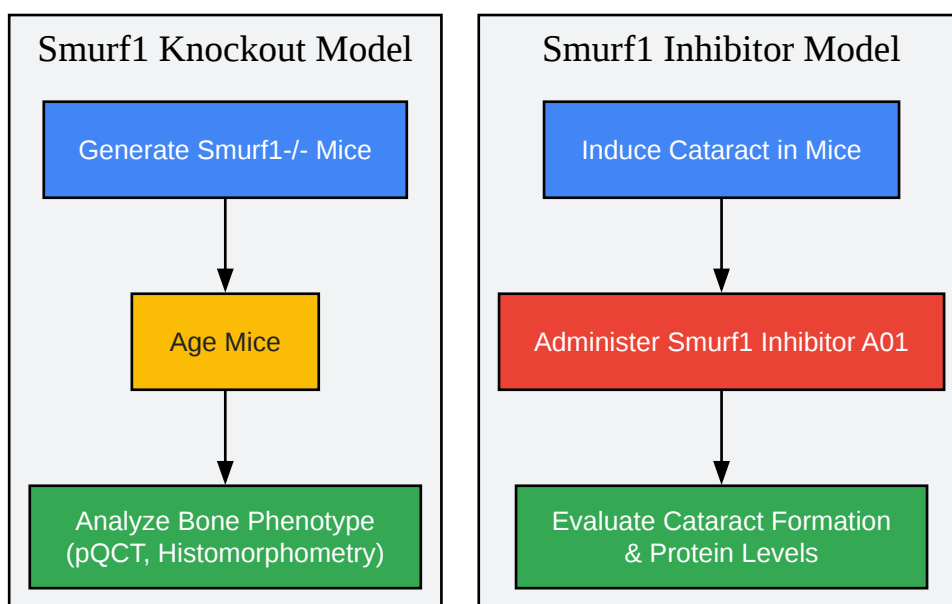 Smurf1 Knockout Model
Generate Smurf1-/- Mice
Age Mice
Analyze Bone Phenotype
(pQCT, Histomorphometry)
Smurf1 Inhibitor Model
Induce Cataract in Mice
Administer Smurf1 Inhibitor A01
Evaluate Cataract Formation
& Protein Levels